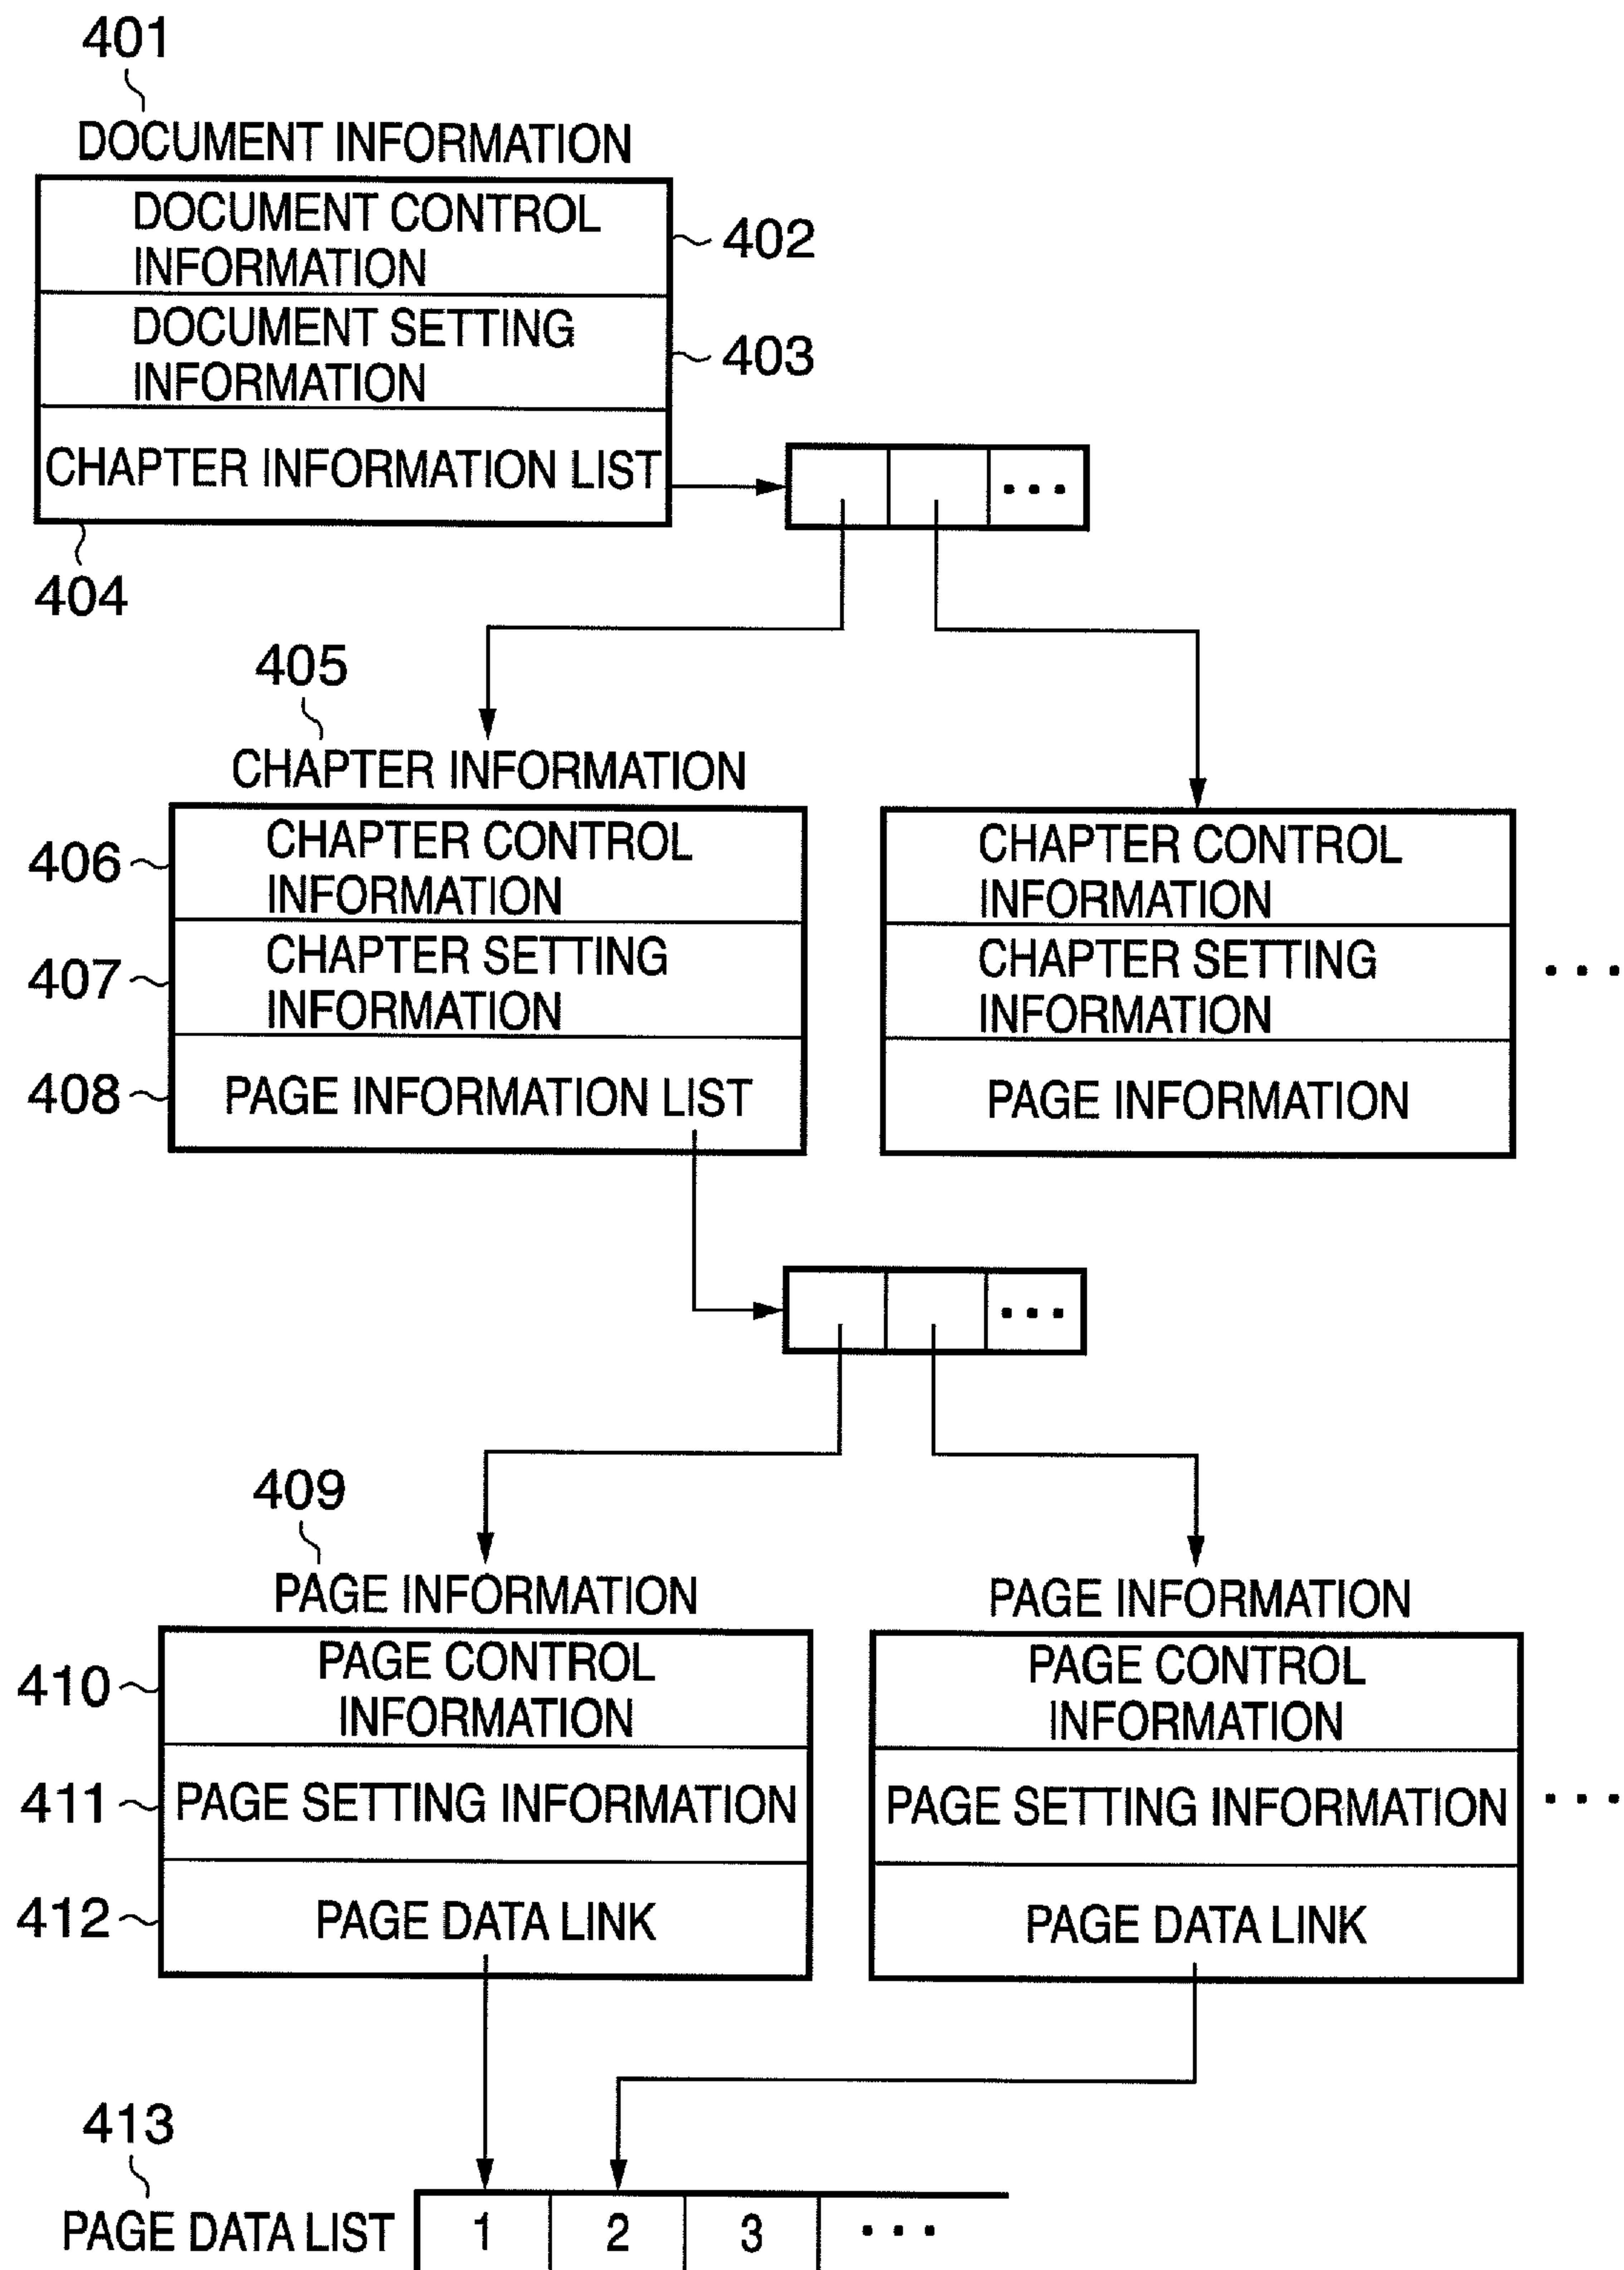 401
DOCUMENT INFORMATION
DOCUMENT CONTROL
INFORMATION
402
DOCUMENT SETTING
INFORMATION
403
CHAPTER INFORMATION LIST
...
404
405
CHAPTER INFORMATION
406
CHAPTER CONTROL
INFORMATION
407
CHAPTER SETTING
INFORMATION
408
PAGE INFORMATION LIST
CHAPTER CONTROL
INFORMATION
CHAPTER SETTING
INFORMATION
...
PAGE INFORMATION
...
409
PAGE INFORMATION
410
PAGE CONTROL
INFORMATION
411
PAGE SETTING INFORMATION
412
PAGE DATA LINK
PAGE INFORMATION
PAGE CONTROL
INFORMATION
PAGE SETTING INFORMATION
...
PAGE DATA LINK
413
PAGE DATA LIST
1
2
3
...